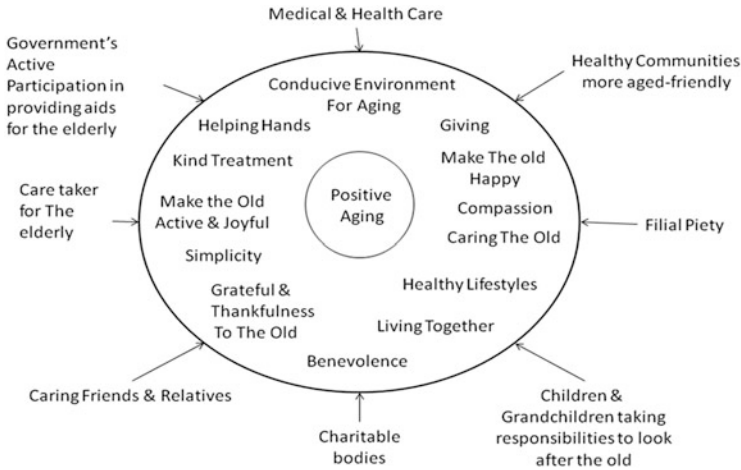 Medical & Health Care
Government's
Active
Participation in
providing aids
for the elderly
Healthy Communities
more aged-friendly
Conducive Environment
For Aging
Helping Hands
Giving
Kind Treatment
Make The old
Happy
Care taker
for The
elderly
Make the Old
Active & Joyful
Positive
Aging
Compassion
Caring The Old
Filial Piety
Simplicity
Healthy Lifestyles
Grateful &
Thankfulness
To The Old
Living Together
Benevolence
Caring Friends & Relatives
Charitable
bodies
Children &
Grandchildren taking
responsibilities to look
after the old